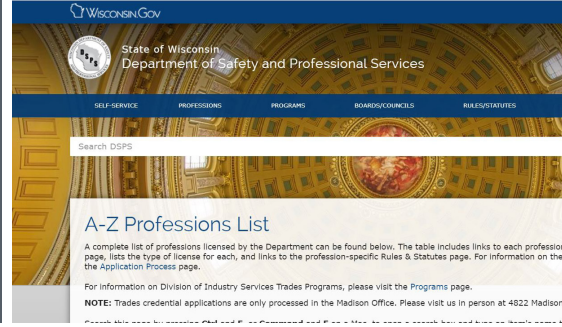 WISCONSIN.GOV
DSPS
State of Wisconsin
Department of Safety and Professional Services
SELF-SERVICE PROFESSIONS PROGRAMS BOARDS/COUNCILS RULES/STATUTES
Search DSPS
A-Z Professions List
A complete list of professions licensed by the Department can be found below. The table includes links to each profession
page, lists the type of license for each, and links to the profession-specific Rules & Statutes page. For information on the
the Application Process page.
For information on Division of Industry Services Trades Programs, please visit the Programs page.
NOTE: Trades credential applications are only processed in the Madison Office. Please visit us in person at 4822 Madison
Search this page by pressing Ctrl and F, or Command and F on a Mac, to open a search box and type an item's name